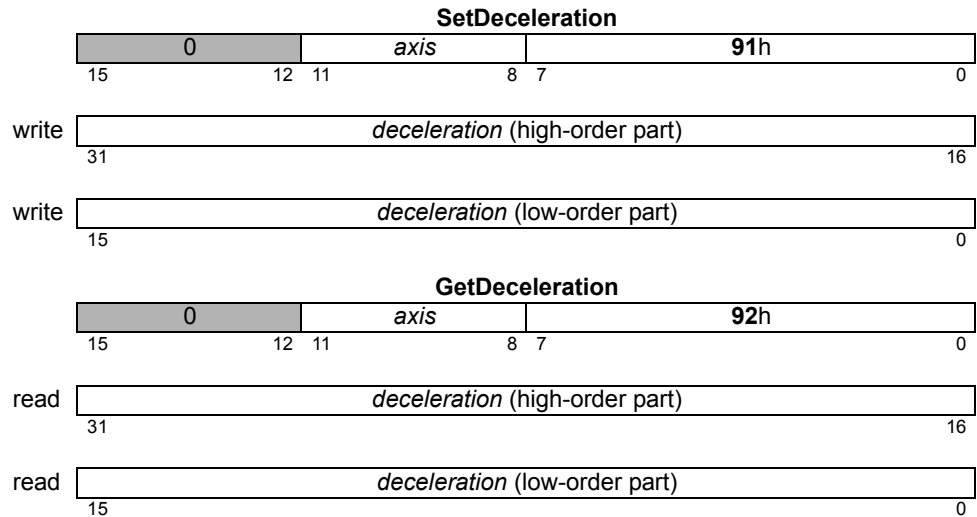 SetDeceleration
0 axis 91h
15 12 11 8 7 0
write deceleration (high-order part)
31 16
write deceleration (low-order part)
15 0
GetDeceleration
0 axis 92h
15 12 11 8 7 0
read deceleration (high-order part)
31 16
read deceleration (low-order part)
15 0